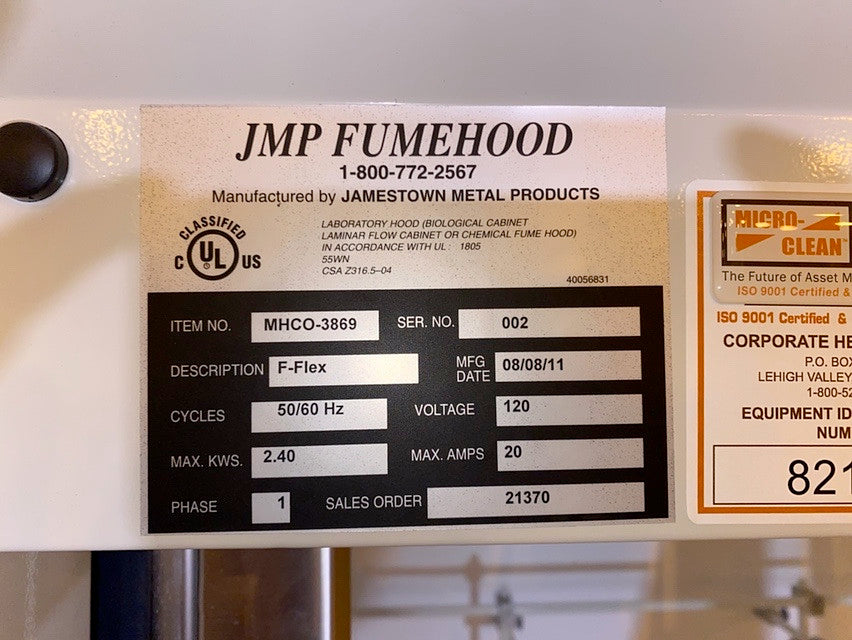 JMP FUMEHOOD
1-800-772-2567
Manufactured by JAMESTOWN METAL PRODUCTS
CLASSIFIED
C UL US
LABORATORY HOOD (BIOLOGICAL CABINET
LAMINAR FLOW CABINET OR CHEMICAL FUME HOOD)
IN ACCORDANCE WITH UL: 1805
55WN
CSA Z316.5-04
40056831
ITEM NO. MHCO-3869 SER. NO. 002
DESCRIPTION F-Flex MFG DATE 08/08/11
CYCLES 50/60 Hz VOLTAGE 120
MAX. KWS. 2.40 MAX. AMPS 20
PHASE 1 SALES ORDER 21370
MICRO-
CLEAN
The Future of Asset M
ISO 9001 Certified &
ISO 9001 Certified &
CORPORATE HE
P.O. BOX
LEHIGH VALLEY
1-800-52
EQUIPMENT ID
NUM
821